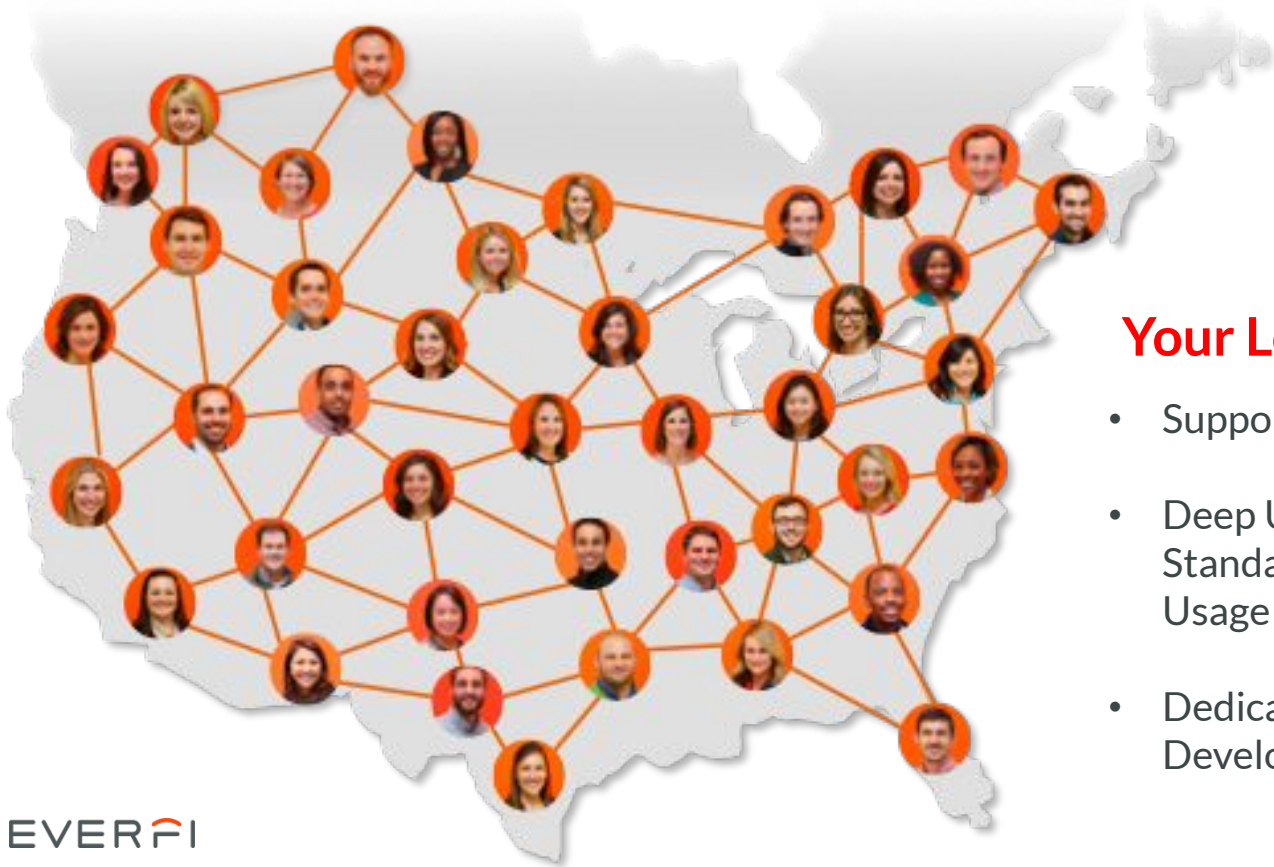 Your L
• Suppo
• Deep U
Standa
Usage
• Dedica
Develo
EVERFI